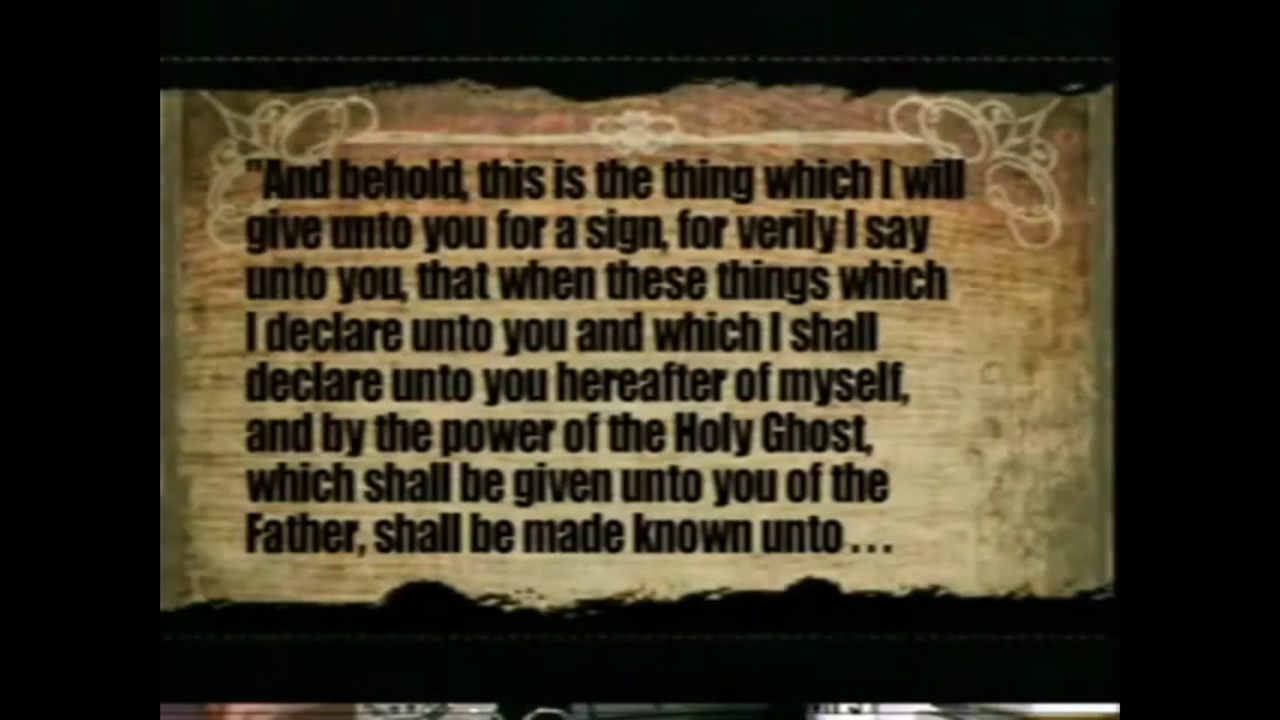 "And behold, this is the thing which I will
give unto you for a sign, for verily I say
unto you, that when these things which
I declare unto you and which I shall
declare unto you hereafter of myself,
and by the power of the Holy Ghost,
which shall be given unto you of the
Father, shall be made known unto . . .